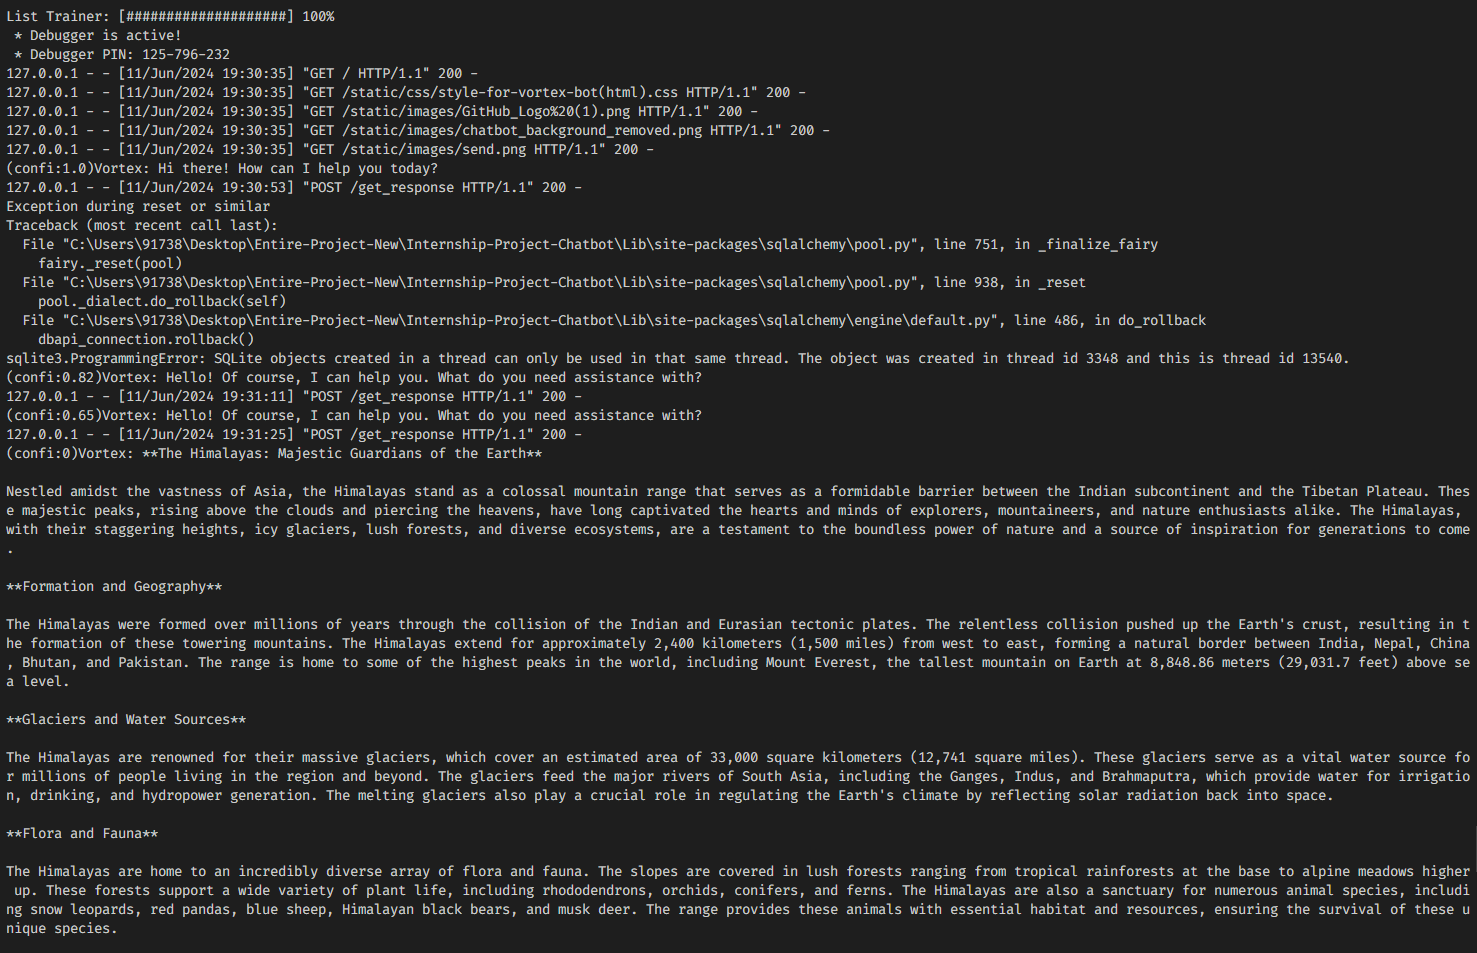 List Trainer: [####################] 100%
 * Debugger is active!
 * Debugger PIN: 125-796-232
127.0.0.1 - - [11/Jun/2024 19:30:35] "GET / HTTP/1.1" 200 -
127.0.0.1 - - [11/Jun/2024 19:30:35] "GET /static/css/style-for-vortex-bot(html).css HTTP/1.1" 200 -
127.0.0.1 - - [11/Jun/2024 19:30:35] "GET /static/images/GitHub_Logo%20(1).png HTTP/1.1" 200 -
127.0.0.1 - - [11/Jun/2024 19:30:35] "GET /static/images/chatbot_background_removed.png HTTP/1.1" 200 -
127.0.0.1 - - [11/Jun/2024 19:30:35] "GET /static/images/send.png HTTP/1.1" 200 -
(confi:1.0)Vortex: Hi there! How can I help you today?
127.0.0.1 - - [11/Jun/2024 19:30:53] "POST /get_response HTTP/1.1" 200 -
Exception during reset or similar
Traceback (most recent call last):
  File "C:\Users\91738\Desktop\Entire-Project-New\Internship-Project-Chatbot\Lib\site-packages\sqlalchemy\pool.py", line 751, in _finalize_fairy
    fairy._reset(pool)
  File "C:\Users\91738\Desktop\Entire-Project-New\Internship-Project-Chatbot\Lib\site-packages\sqlalchemy\pool.py", line 938, in _reset
    pool._dialect.do_rollback(self)
  File "C:\Users\91738\Desktop\Entire-Project-New\Internship-Project-Chatbot\Lib\site-packages\sqlalchemy\engine\default.py", line 486, in do_rollback
    dbapi_connection.rollback()
sqlite3.ProgrammingError: SQLite objects created in a thread can only be used in that same thread. The object was created in thread id 3348 and this is thread id 13540.
(confi:0.82)Vortex: Hello! Of course, I can help you. What do you need assistance with?
127.0.0.1 - - [11/Jun/2024 19:31:11] "POST /get_response HTTP/1.1" 200 -
(confi:0.65)Vortex: Hello! Of course, I can help you. What do you need assistance with?
127.0.0.1 - - [11/Jun/2024 19:31:25] "POST /get_response HTTP/1.1" 200 -
(confi:0)Vortex: **The Himalayas: Majestic Guardians of the Earth**

Nestled amidst the vastness of Asia, the Himalayas stand as a colossal mountain range that serves as a formidable barrier between the Indian subcontinent and the Tibetan Plateau. Thes
e majestic peaks, rising above the clouds and piercing the heavens, have long captivated the hearts and minds of explorers, mountaineers, and nature enthusiasts alike. The Himalayas,
with their staggering heights, icy glaciers, lush forests, and diverse ecosystems, are a testament to the boundless power of nature and a source of inspiration for generations to come
.

**Formation and Geography**

The Himalayas were formed over millions of years through the collision of the Indian and Eurasian tectonic plates. The relentless collision pushed up the Earth's crust, resulting in t
he formation of these towering mountains. The Himalayas extend for approximately 2,400 kilometers (1,500 miles) from west to east, forming a natural border between India, Nepal, China
, Bhutan, and Pakistan. The range is home to some of the highest peaks in the world, including Mount Everest, the tallest mountain on Earth at 8,848.86 meters (29,031.7 feet) above se
a level.

**Glaciers and Water Sources**

The Himalayas are renowned for their massive glaciers, which cover an estimated area of 33,000 square kilometers (12,741 square miles). These glaciers serve as a vital water source fo
r millions of people living in the region and beyond. The glaciers feed the major rivers of South Asia, including the Ganges, Indus, and Brahmaputra, which provide water for irrigatio
n, drinking, and hydropower generation. The melting glaciers also play a crucial role in regulating the Earth's climate by reflecting solar radiation back into space.

**Flora and Fauna**

The Himalayas are home to an incredibly diverse array of flora and fauna. The slopes are covered in lush forests ranging from tropical rainforests at the base to alpine meadows higher
 up. These forests support a wide variety of plant life, including rhododendrons, orchids, conifers, and ferns. The Himalayas are also a sanctuary for numerous animal species, includi
ng snow leopards, red pandas, blue sheep, Himalayan black bears, and musk deer. The range provides these animals with essential habitat and resources, ensuring the survival of these u
nique species.